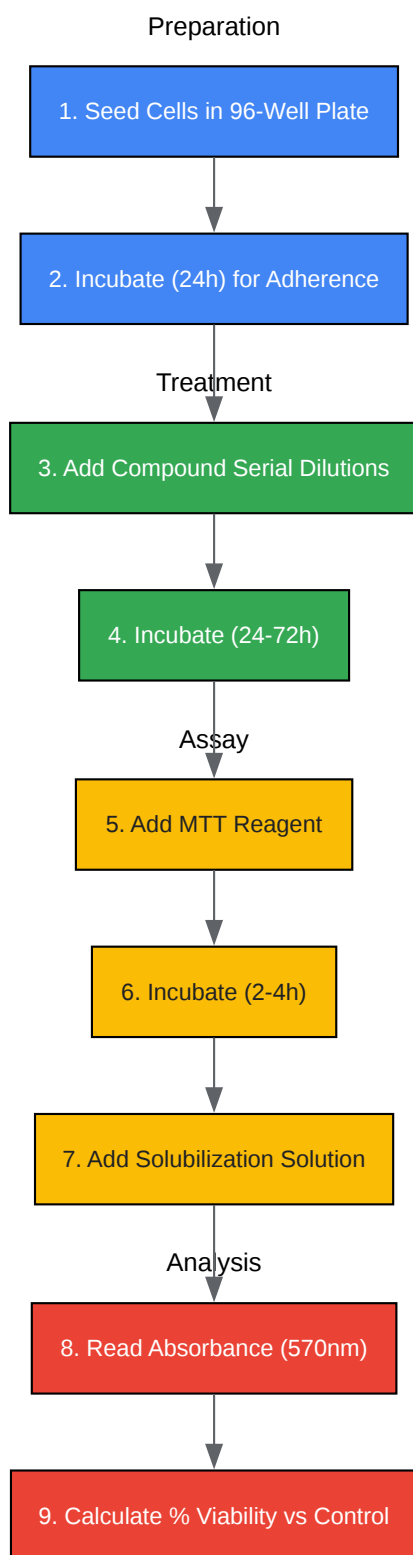 Preparation
1. Seed Cells in 96-Well Plate
2. Incubate (24h) for Adherence
Treatment
3. Add Compound Serial Dilutions
4. Incubate (24-72h)
Assay
5. Add MTT Reagent
6. Incubate (2-4h)
7. Add Solubilization Solution
Analysis
8. Read Absorbance (570nm)
9. Calculate % Viability vs Control